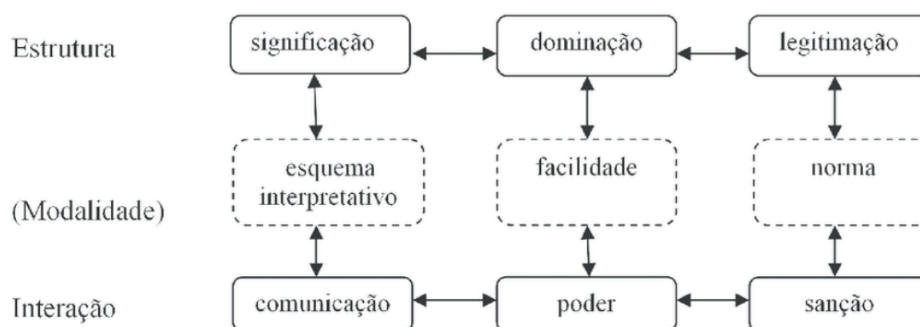 Estrutura
significação
dominação
legitimação
(Modalidade)
esquema
interpretativo
facilidade
norma
Interação
comunicação
poder
sanção